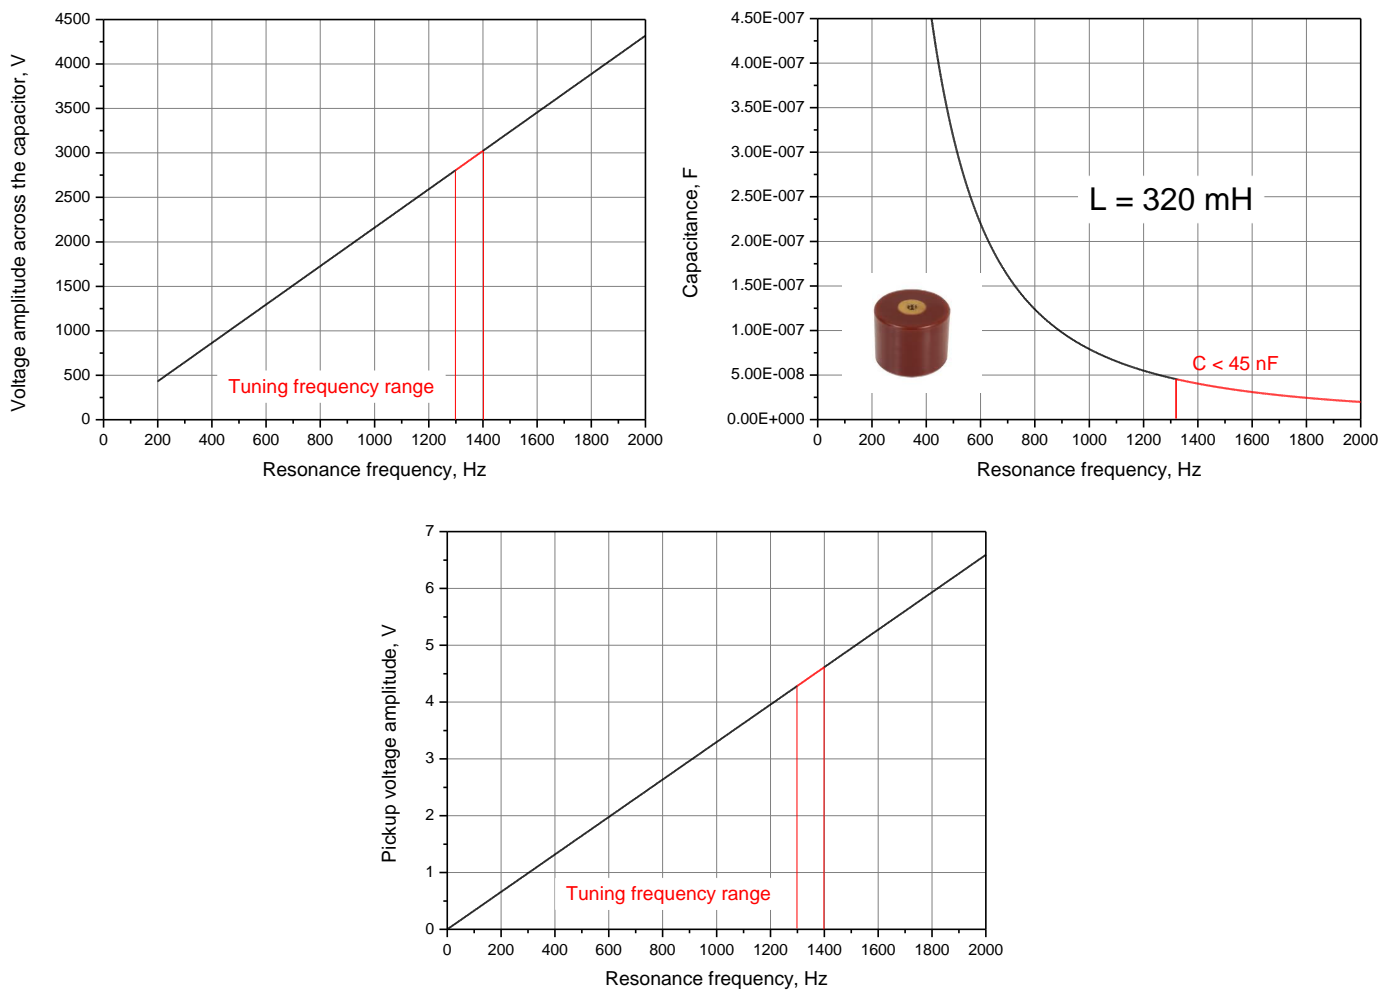 Voltage amplitude across the capacitor, V
4500
4000
3500
3000
2500
2000
1500
1000
500
0
Tuning frequency range
0 200 400 600 800 1000 1200 1400 1600 1800 2000
Resonance frequency, Hz
Capacitance, F
4.50E-007
4.00E-007
3.50E-007
3.00E-007
2.50E-007
2.00E-007
1.50E-007
1.00E-007
5.00E-008
0.00E+000
L = 320 mH
C < 45 nF
0 200 400 600 800 1000 1200 1400 1600 1800 2000
Resonance frequency, Hz
Pickup voltage amplitude, V
7
6
5
4
3
2
1
0
Tuning frequency range
0 200 400 600 800 1000 1200 1400 1600 1800 2000
Resonance frequency, Hz